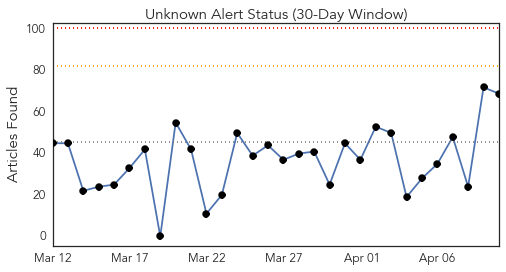 Unknown Alert Status (30-Day Window)
100
80
60
40
20
0
Articles Found
Mar 12
Mar 17
Mar 22
Mar 27
Apr 01
Apr 06